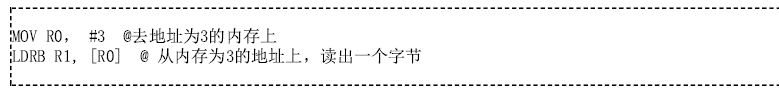 MOV R0， #3  @去地址为3的内存上
LDRB R1, [R0]  @ 从内存为3的地址上，读出一个字节